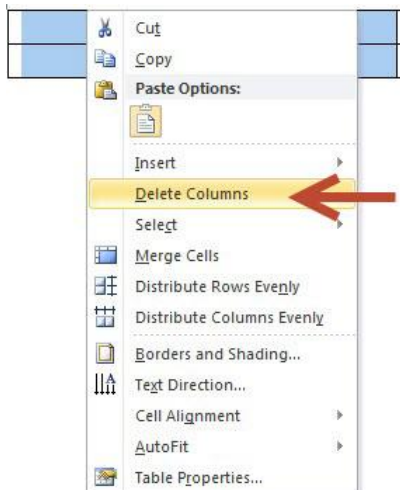 Cut
Copy
Paste Options:
Insert
Delete Columns
Select
Merge Cells
Distribute Rows Evenly
Distribute Columns Evenly
Borders and Shading...
Text Direction...
Cell Alignment
AutoFit
Table Properties...